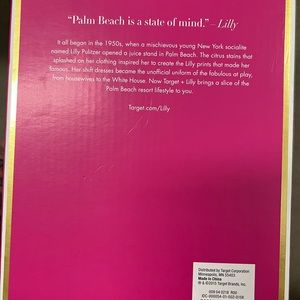 “Palm Beach is a state of mind.” –Lilly
It all began in the 1950s, when a mischievous young New York socialite
named Lilly Pulitzer opened a juice stand in Palm Beach. The citrus stains that
splashed on her clothing inspired her to create the Lilly prints that made her
famous. Her shift dresses became the unofficial uniform of the fabulous at play,
from housewives to the White House. Now Target + Lilly brings a slice of the
Palm Beach resort lifestyle to you.
Target.com/Lilly
Distributed by Target Corporation
Minneapolis, MN 55403
Made in China
® & ©2015 Target Brands, Inc.